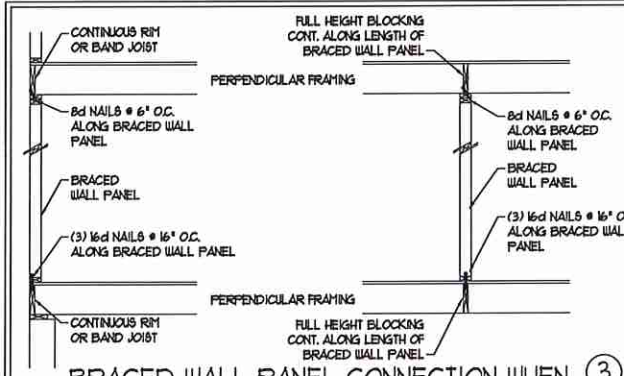 CONTINUOUS RIM
OR BAND JOIST
FULL HEIGHT BLOCKING
CONT. ALONG LENGTH OF
BRACED WALL PANEL
PERPENDICULAR FRAMING
8d NAILS @ 6" O.C.
ALONG BRACED WALL
PANEL
8d NAILS @ 6" O.C.
ALONG BRACED
WALL PANEL
BRACED
WALL PANEL
BRACED
WALL PANEL
(3) 16d NAILS @ 16" O.C.
ALONG BRACED WALL PANEL
(3) 16d NAILS @ 16" O
ALONG BRACED WAL
PANEL
PERPENDICULAR FRAMING
CONTINUOUS RIM
OR BAND JOIST
FULL HEIGHT BLOCKING
CONT. ALONG LENGTH OF
BRACED WALL PANEL
BRACED WALL PANEL CONNECTION WHEN 3